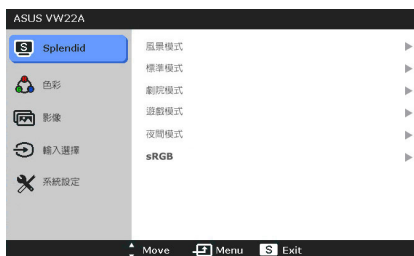 ASUS VW22A
S Splendid
色彩
影像
輸入選擇
系統設定
風景模式
標準模式
劇院模式
遊戲模式
夜間模式
sRGB
Move Menu S Exit